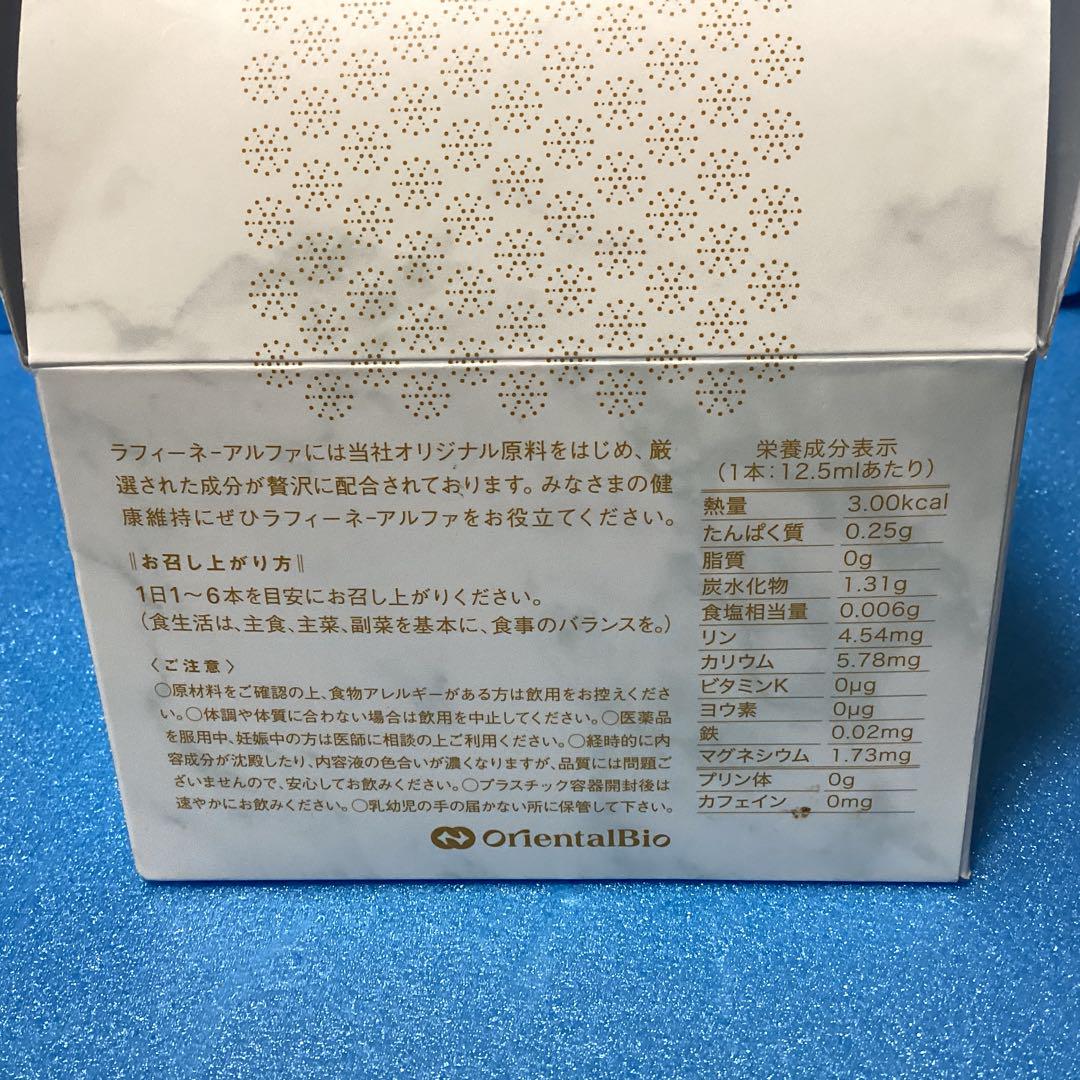 ラフィーネ-アルファには当社オリジナル原料をはじめ、厳
選された成分が贅沢に配合されております。みなさまの健
康維持にぜひラフィーネ-アルファをお役立てください。
‖お召し上がり方‖
1日1〜6本を目安にお召し上がりください。
(食生活は、主食、主菜、副菜を基本に、食事のバランスを。)
〈ご注意〉
○原材料をご確認の上、食物アレルギーがある方は飲用をお控えくださ
い。○体調や体質に合わない場合は飲用を中止してください。○医薬品
を服用中、妊娠中の方は医師に相談の上ご利用ください。○経時的に内
容成分が沈殿したり、内容液の色合いが濃くなりますが、品質には問題ご
ざいませんので、安心してお飲みください。○プラスチック容器開封後は
速やかにお飲みください。○乳幼児の手の届かない所に保管して下さい。
OrientalBio
栄養成分表示
(1本:12.5mlあたり)
熱量 3.00kcal
たんぱく質 0.25g
脂質 0g
炭水化物 1.31g
食塩相当量 0.006g
リン 4.54mg
カリウム 5.78mg
ビタミンK 0μg
ヨウ素 0μg
鉄 0.02mg
マグネシウム 1.73mg
プリン体 0g
カフェイン 0mg